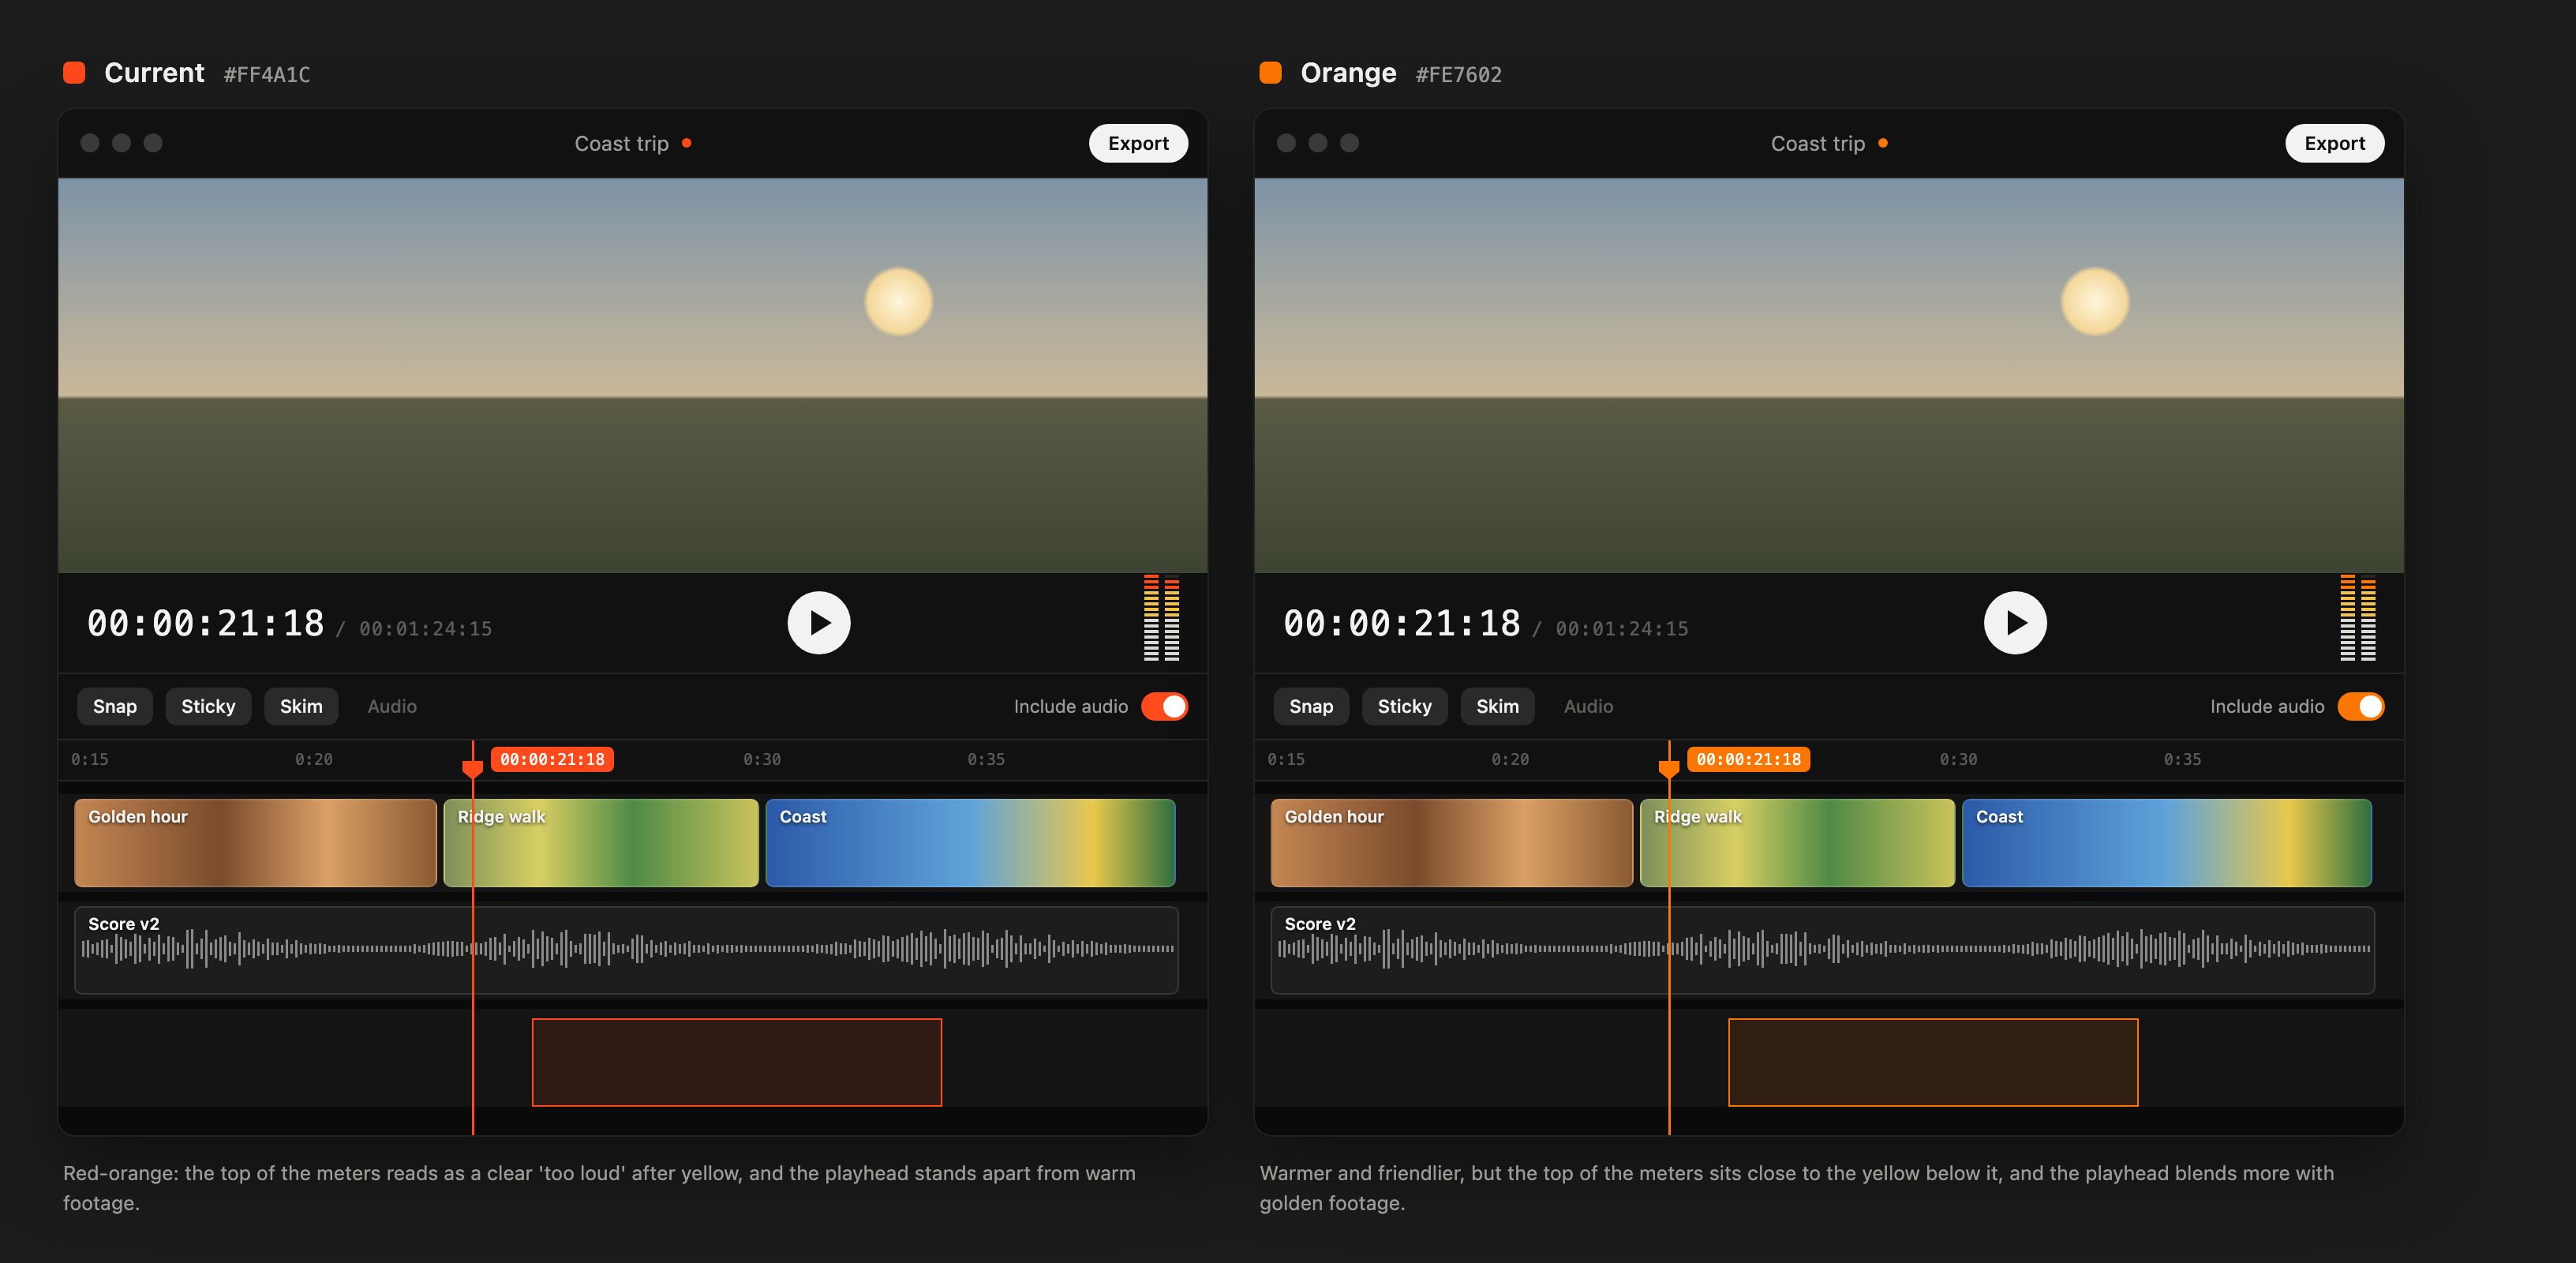 Current #FF4A1C
Coast trip
Export
00:00:21:18 / 00:01:24:15
Snap Sticky Skim Audio
Include audio
0:15 0:20 00:00:21:18 0:30 0:35
Golden hour Ridge walk Coast
Score v2
Red-orange: the top of the meters reads as a clear 'too loud' after yellow, and the playhead stands apart from warm
footage.
Orange #FE7602
Coast trip
Export
00:00:21:18 / 00:01:24:15
Snap Sticky Skim Audio
Include audio
0:15 0:20 00:00:21:18 0:30 0:35
Golden hour Ridge walk Coast
Score v2
Warmer and friendlier, but the top of the meters sits close to the yellow below it, and the playhead blends more with
golden footage.